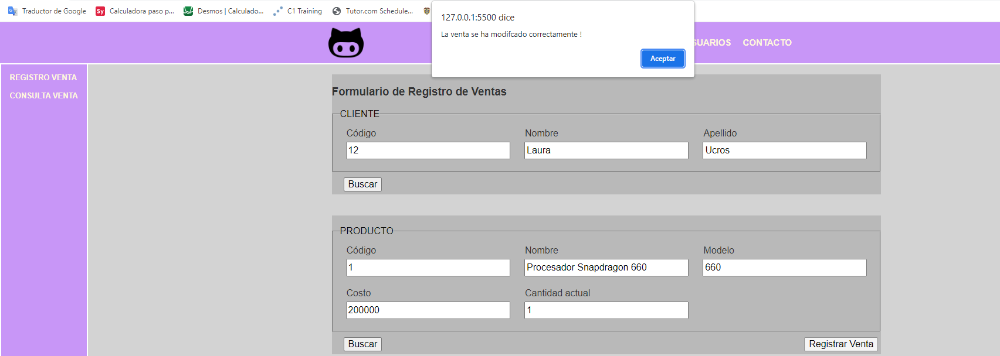 Traductor de Google
Sy Calculadora paso p...
Desmos | Calculado...
C1 Training
Tutor.com Schedule...
127.0.0.1:5500 dice
La venta se ha modifcado correctamente !
Aceptar
SUARIOS CONTACTO
REGISTRO VENTA
CONSULTA VENTA
Formulario de Registro de Ventas
CLIENTE
Código Nombre Apellido
12 Laura Ucros
Buscar
PRODUCTO
Código Nombre Modelo
1 Procesador Snapdragon 660 660
Costo Cantidad actual
200000 1
Buscar Registrar Venta